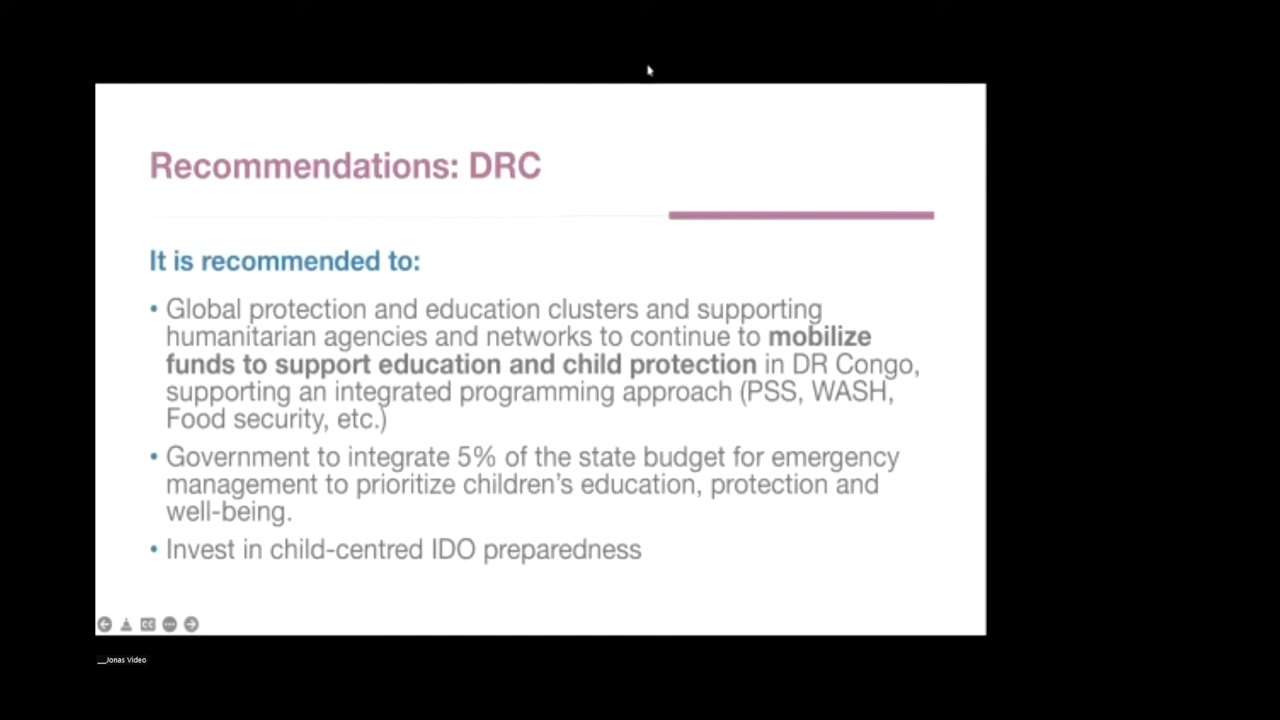 Recommendations: DRC
It is recommended to:
• Global protection and education clusters and supporting
humanitarian agencies and networks to continue to mobilize
funds to support education and child protection in DR Congo,
supporting an integrated programming approach (PSS, WASH,
Food security, etc.)
• Government to integrate 5% of the state budget for emergency
management to prioritize children's education, protection and
well-being.
• Invest in child-centred IDO preparedness
CC
__Jonas Video